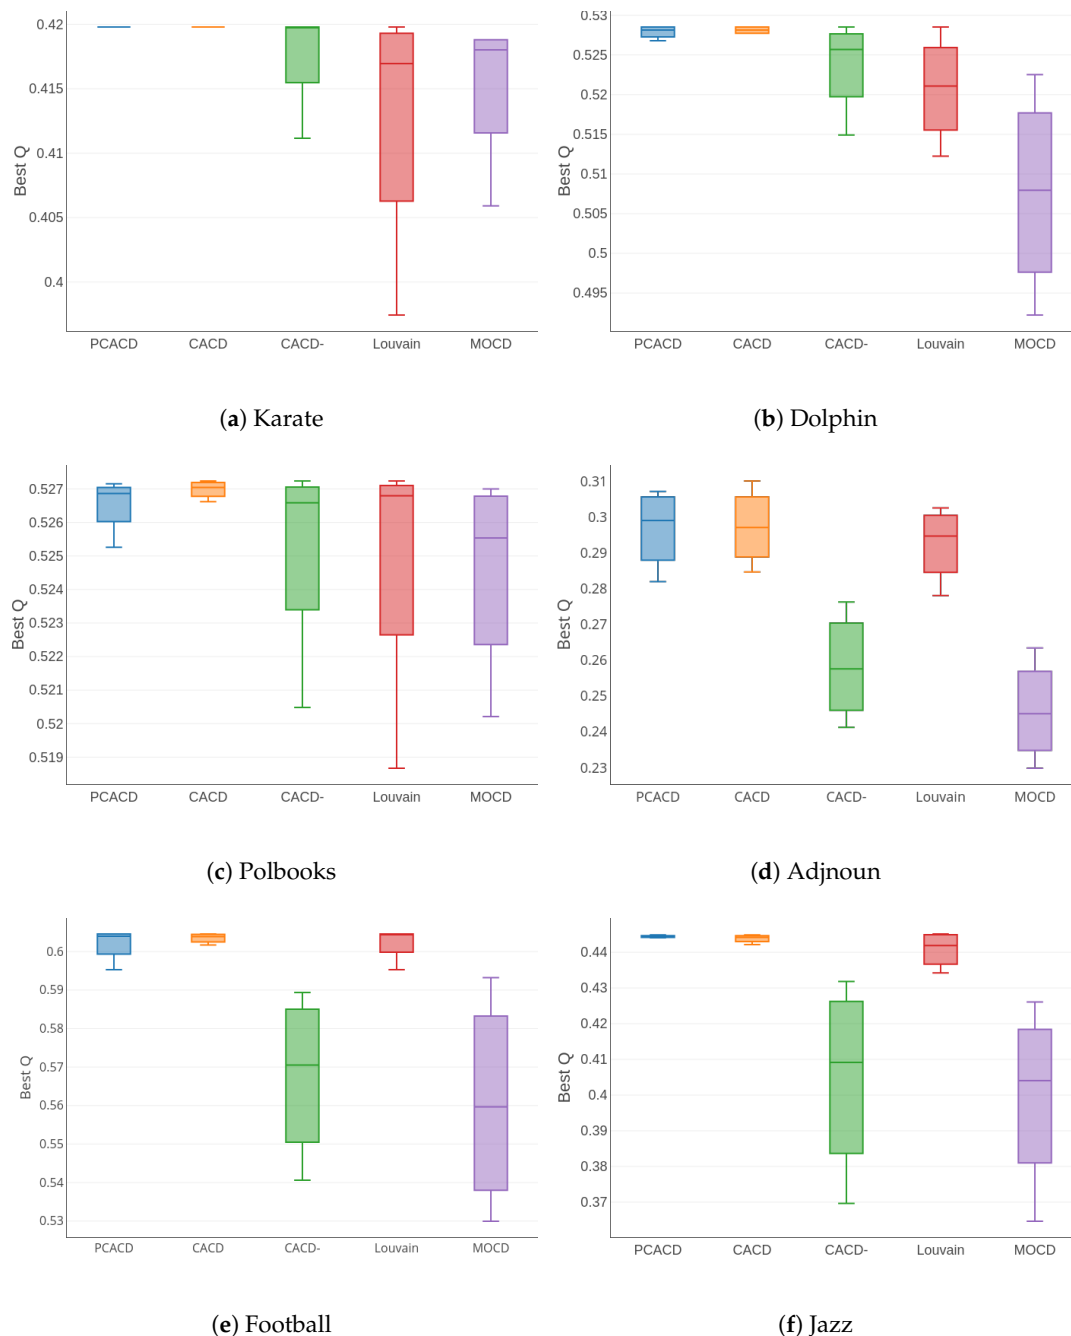 0.42
0.415
0.41
0.405
0.4
Best Q
PCACD CACD CACD- Louvain MOCD
(a) Karate
0.53
0.525
0.52
0.515
0.51
0.505
0.5
0.495
Best Q
PCACD CACD CACD- Louvain MOCD
(b) Dolphin
0.527
0.526
0.525
0.524
0.523
0.522
0.521
0.52
0.519
Best Q
PCACD CACD CACD- Louvain MOCD
(c) Polbooks
0.31
0.3
0.29
0.28
0.27
0.26
0.25
0.24
0.23
Best Q
PCACD CACD CACD- Louvain MOCD
(d) Adjnoun
0.6
0.59
0.58
0.57
0.56
0.55
0.54
0.53
Best Q
PCACD CACD CACD- Louvain MOCD
(e) Football
0.44
0.43
0.42
0.41
0.4
0.39
0.38
0.37
Best Q
PCACD CACD CACD- Louvain MOCD
(f) Jazz